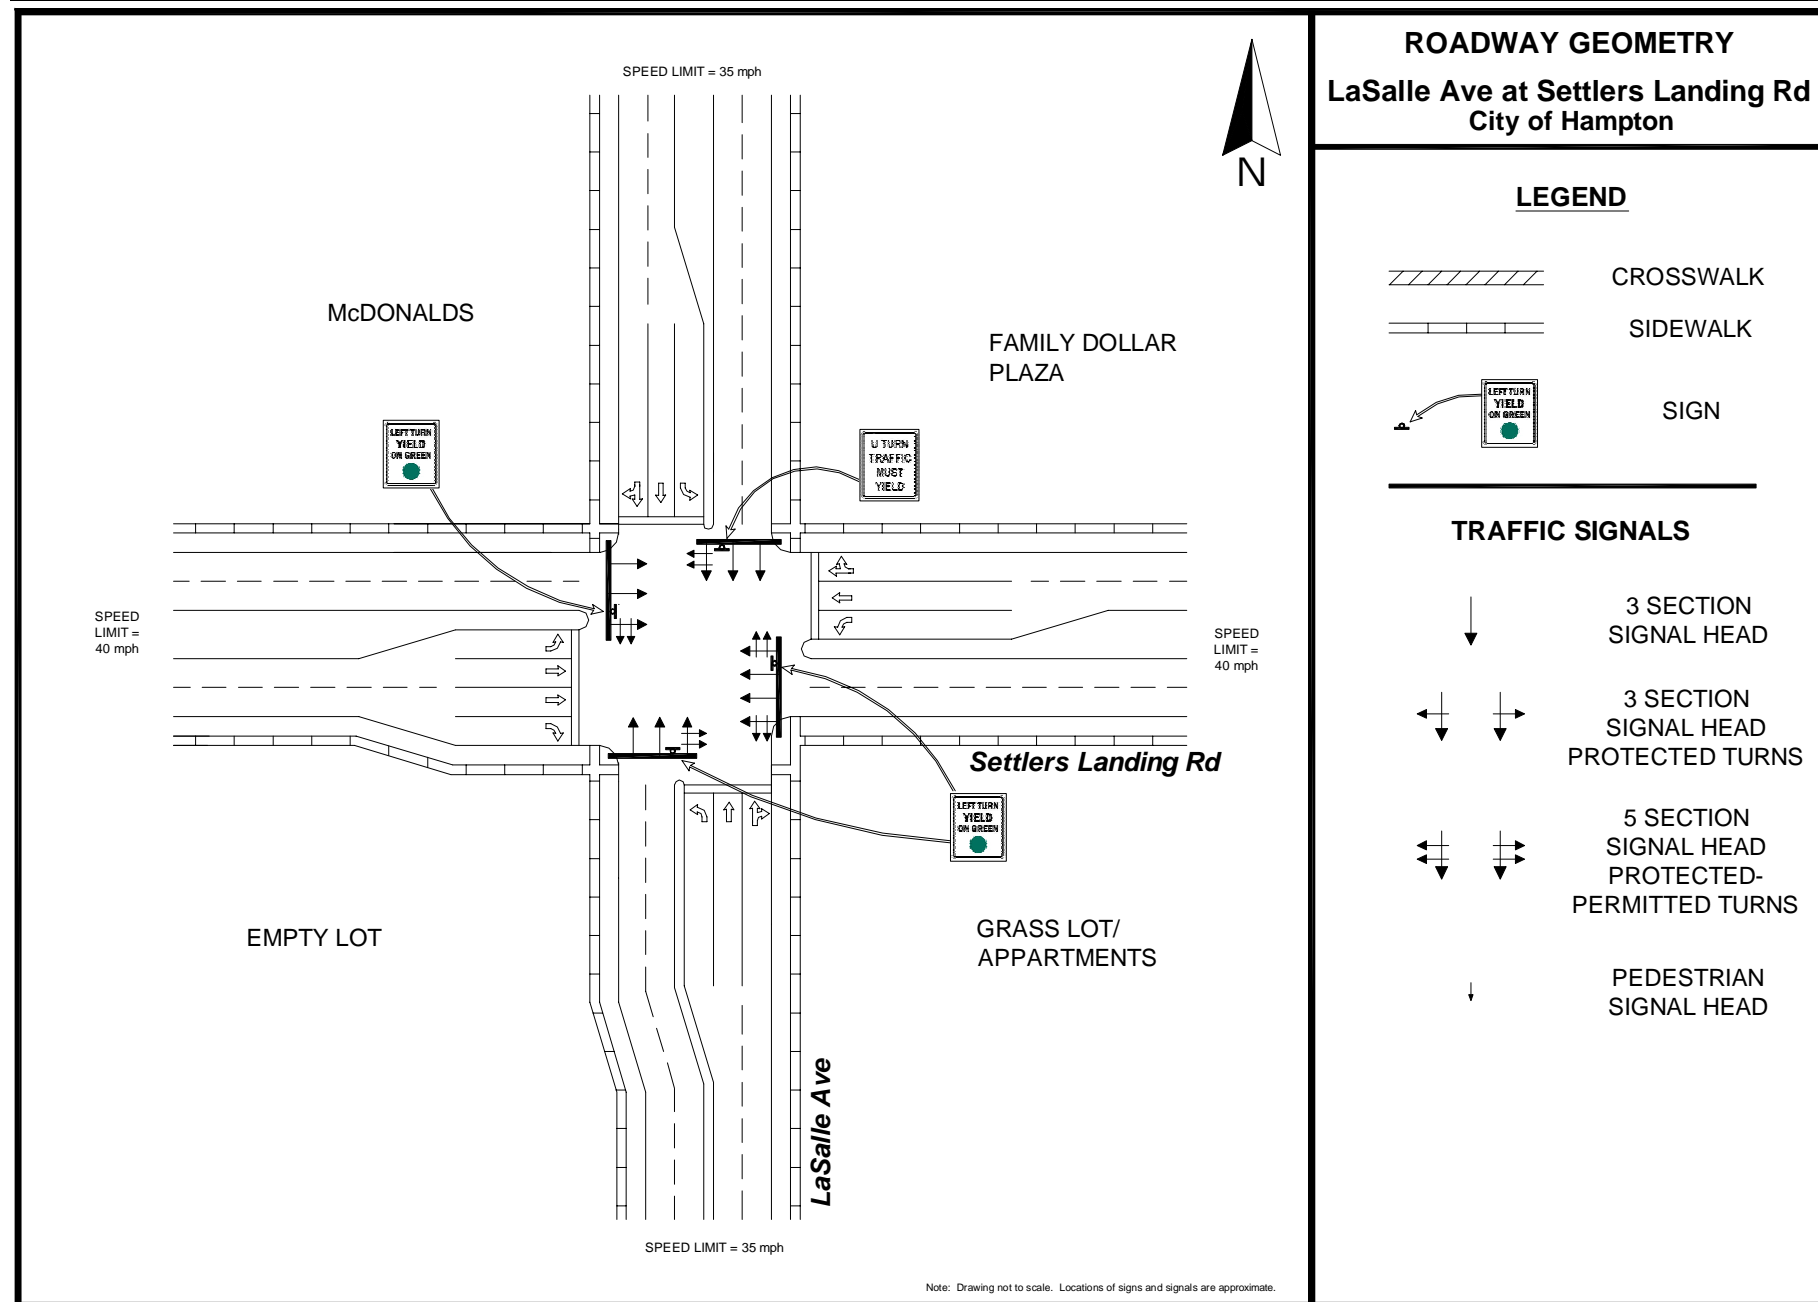 SPEED LIMIT = 35 mph
N
McDONALDS
FAMILY DOLLAR
PLAZA
LEFT TURN
YIELD
ON GREEN
U TURN
TRAFFIC
MUST
YIELD
SPEED
LIMIT =
40 mph
SPEED
LIMIT =
40 mph
Settlers Landing Rd
LEFT TURN
YIELD
ON GREEN
EMPTY LOT
GRASS LOT/
APPARTMENTS
LaSalle Ave
SPEED LIMIT = 35 mph
Note: Drawing not to scale. Locations of signs and signals are approximate.
ROADWAY GEOMETRY
LaSalle Ave at Settlers Landing Rd
City of Hampton
LEGEND
CROSSWALK
SIDEWALK
LEFT TURN
YIELD
ON GREEN
SIGN
TRAFFIC SIGNALS
3 SECTION
SIGNAL HEAD
3 SECTION
SIGNAL HEAD
PROTECTED TURNS
5 SECTION
SIGNAL HEAD
PROTECTED-
PERMITTED TURNS
PEDESTRIAN
SIGNAL HEAD